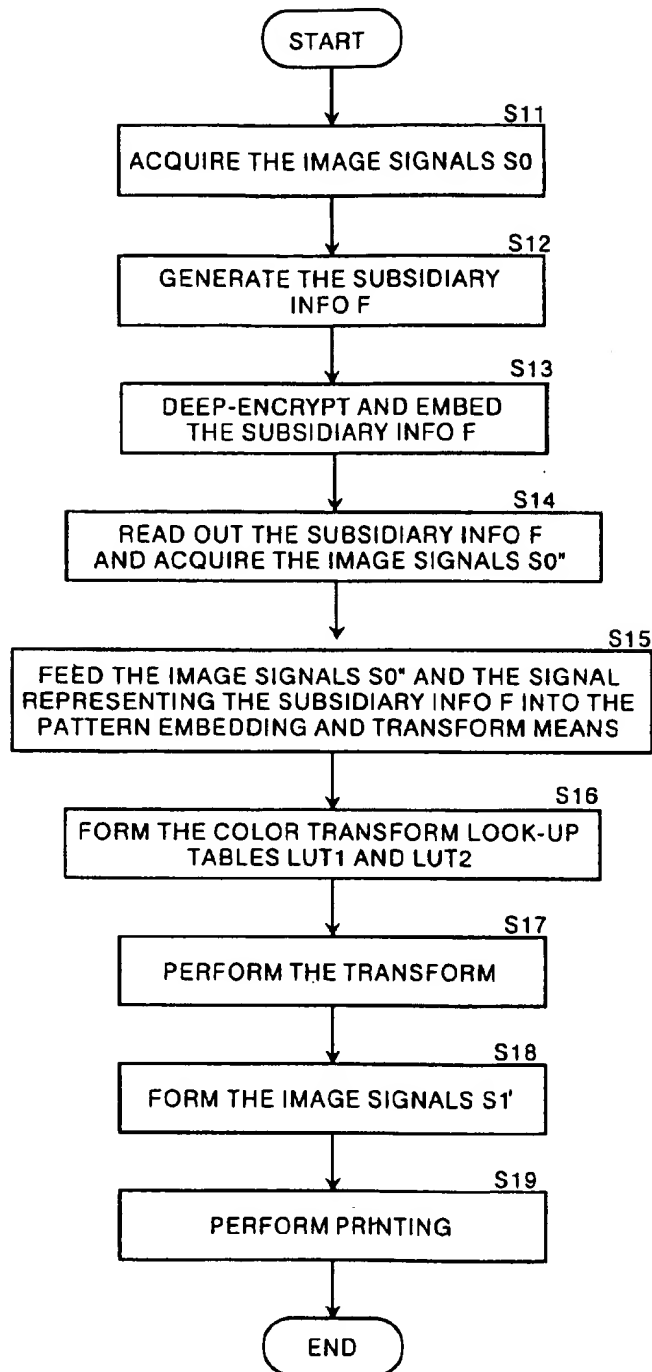 START
S11
ACQUIRE THE IMAGE SIGNALS S0
S12
GENERATE THE SUBSIDIARY
INFO F
S13
DEEP-ENCRYPT AND EMBED
THE SUBSIDIARY INFO F
S14
READ OUT THE SUBSIDIARY INFO F
AND ACQUIRE THE IMAGE SIGNALS S0"
S15
FEED THE IMAGE SIGNALS S0" AND THE SIGNAL
REPRESENTING THE SUBSIDIARY INFO F INTO THE
PATTERN EMBEDDING AND TRANSFORM MEANS
S16
FORM THE COLOR TRANSFORM LOOK-UP
TABLES LUT1 AND LUT2
S17
PERFORM THE TRANSFORM
S18
FORM THE IMAGE SIGNALS S1'
S19
PERFORM PRINTING
END